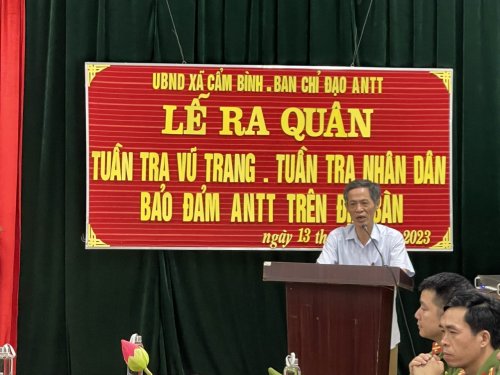 UBND XÃ CẨM BÌNH . BAN CHỈ ĐẠO ANTT
LỄ RA QUÂN
TUẦN TRA VŨ TRANG . TUẦN TRA NHÂN DÂN
BẢO ĐẢM ANTT TRÊN BÀN
ngày 13 2023